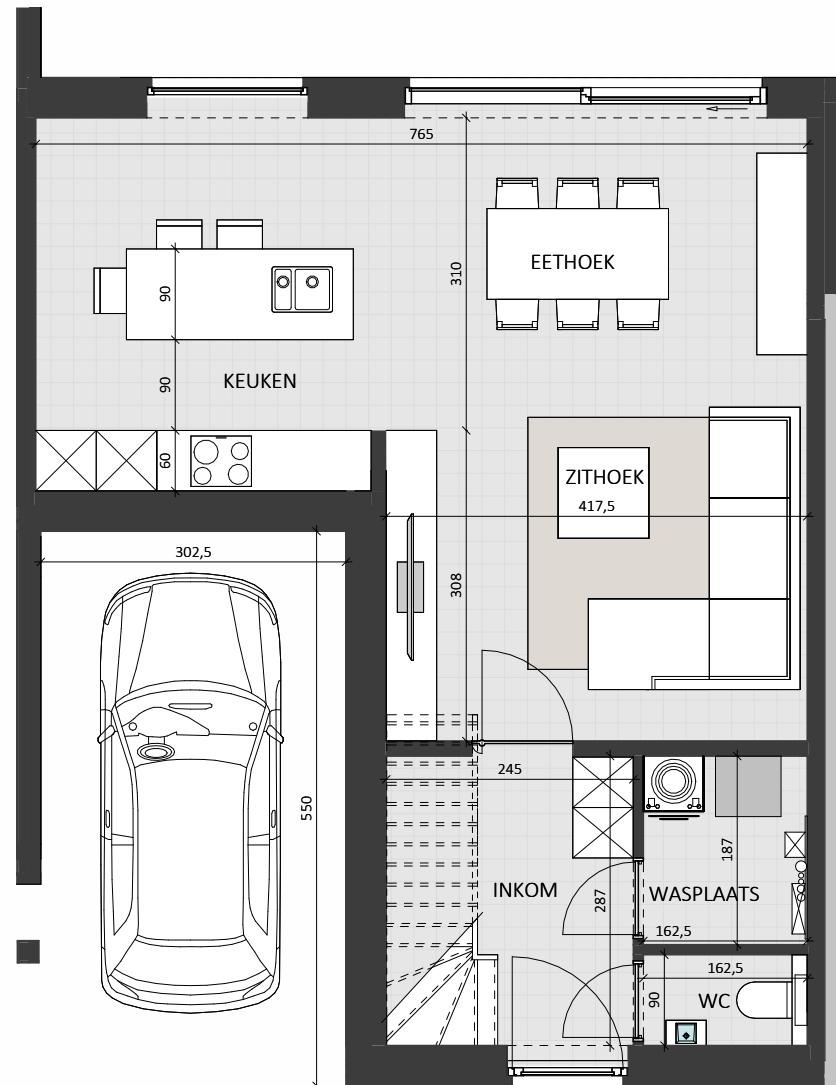 765
EETHOEK
310
90
KEUKEN
90
60
ZITHOEK
417,5
302,5
308
245
550
187
INKOM
287
WASPLAATS
162,5
162,5
90
WC